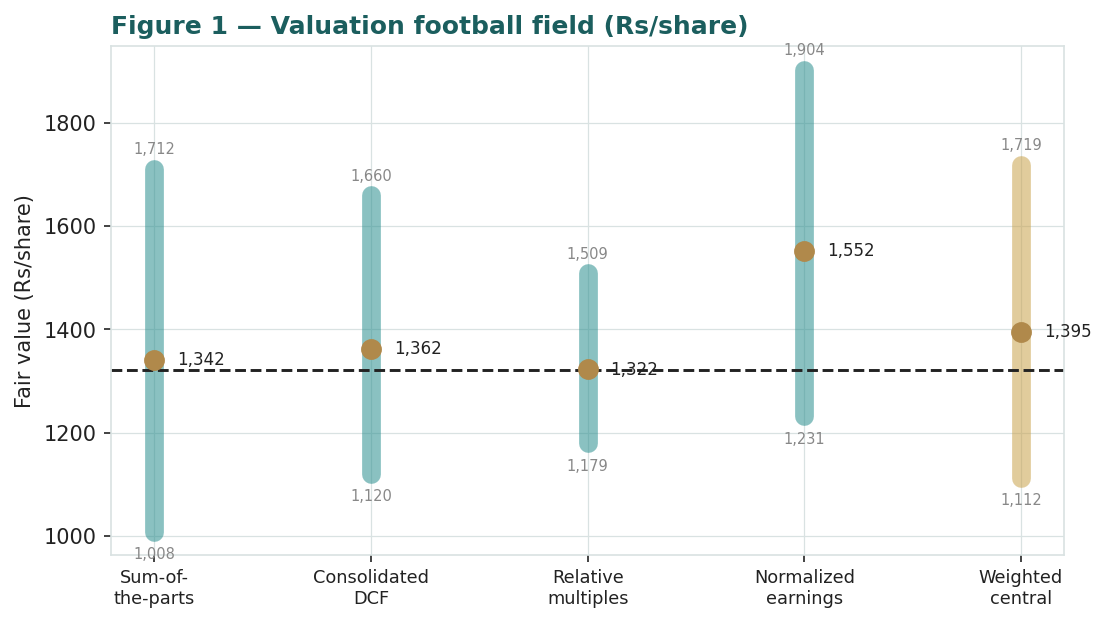 Figure 1 — Valuation football field (Rs/share)
Fair value (Rs/share)
1800
1600
1400
1200
1000
1,712
1,342
1,008
1,660
1,362
1,120
1,509
1,322
1,179
1,904
1,552
1,231
1,719
1,395
1,112
Sum-of-
the-parts
Consolidated
DCF
Relative
multiples
Normalized
earnings
Weighted
central